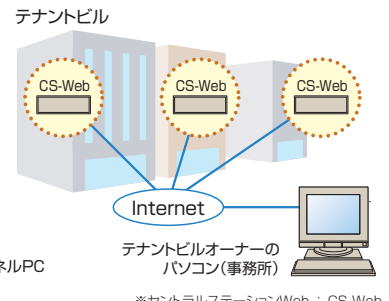 テナントビル
CS-Web
CS-Web
CS-Web
Internet
テナントビルオーナーの
パソコン(事務所)
ネルPC
※セントラルステーションWeb : CS-Web